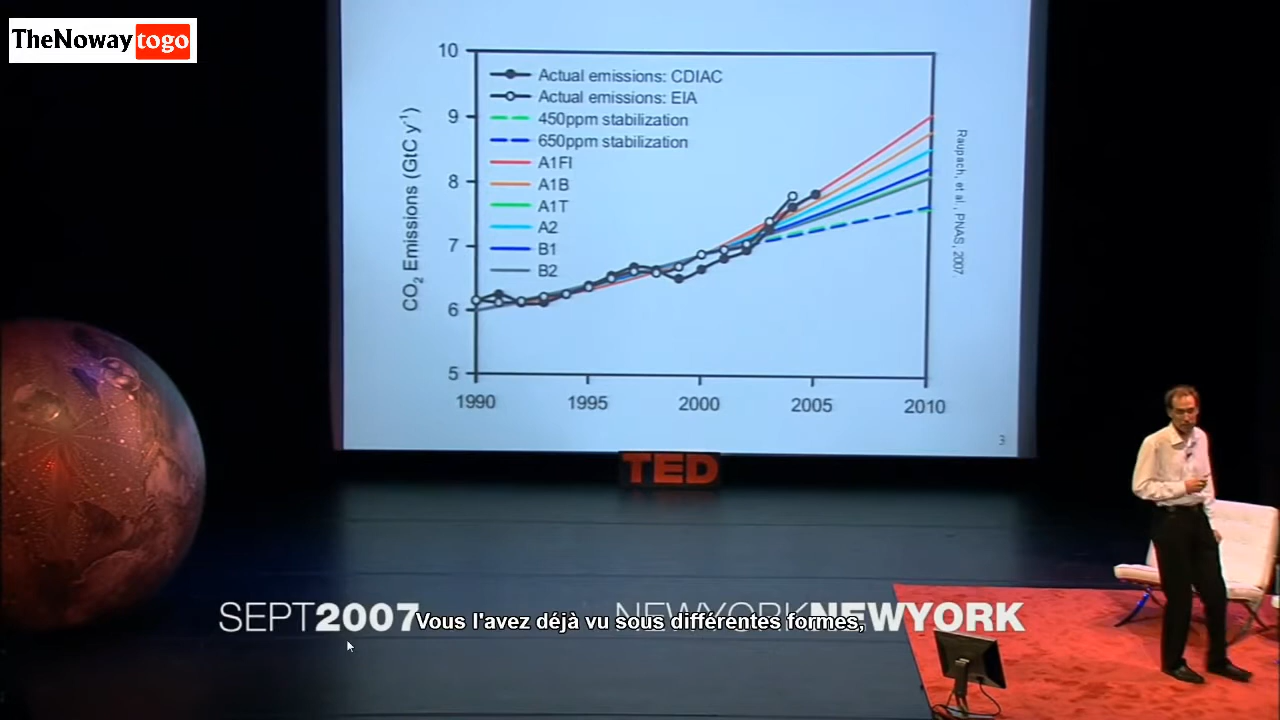 TheNoway togo
10
9
8
7
6
5
CO2 Emissions (GtC y-1)
Actual emissions: CDIAC
Actual emissions: EIA
450ppm stabilization
650ppm stabilization
A1FI
A1B
A1T
A2
B1
B2
1990 1995 2000 2005 2010
Raupach, et al., PNAS, 2007.
3
TED
SEPT2007
NEWYORKNEWYORK
Vous l'avez déjà vu sous différentes formes,